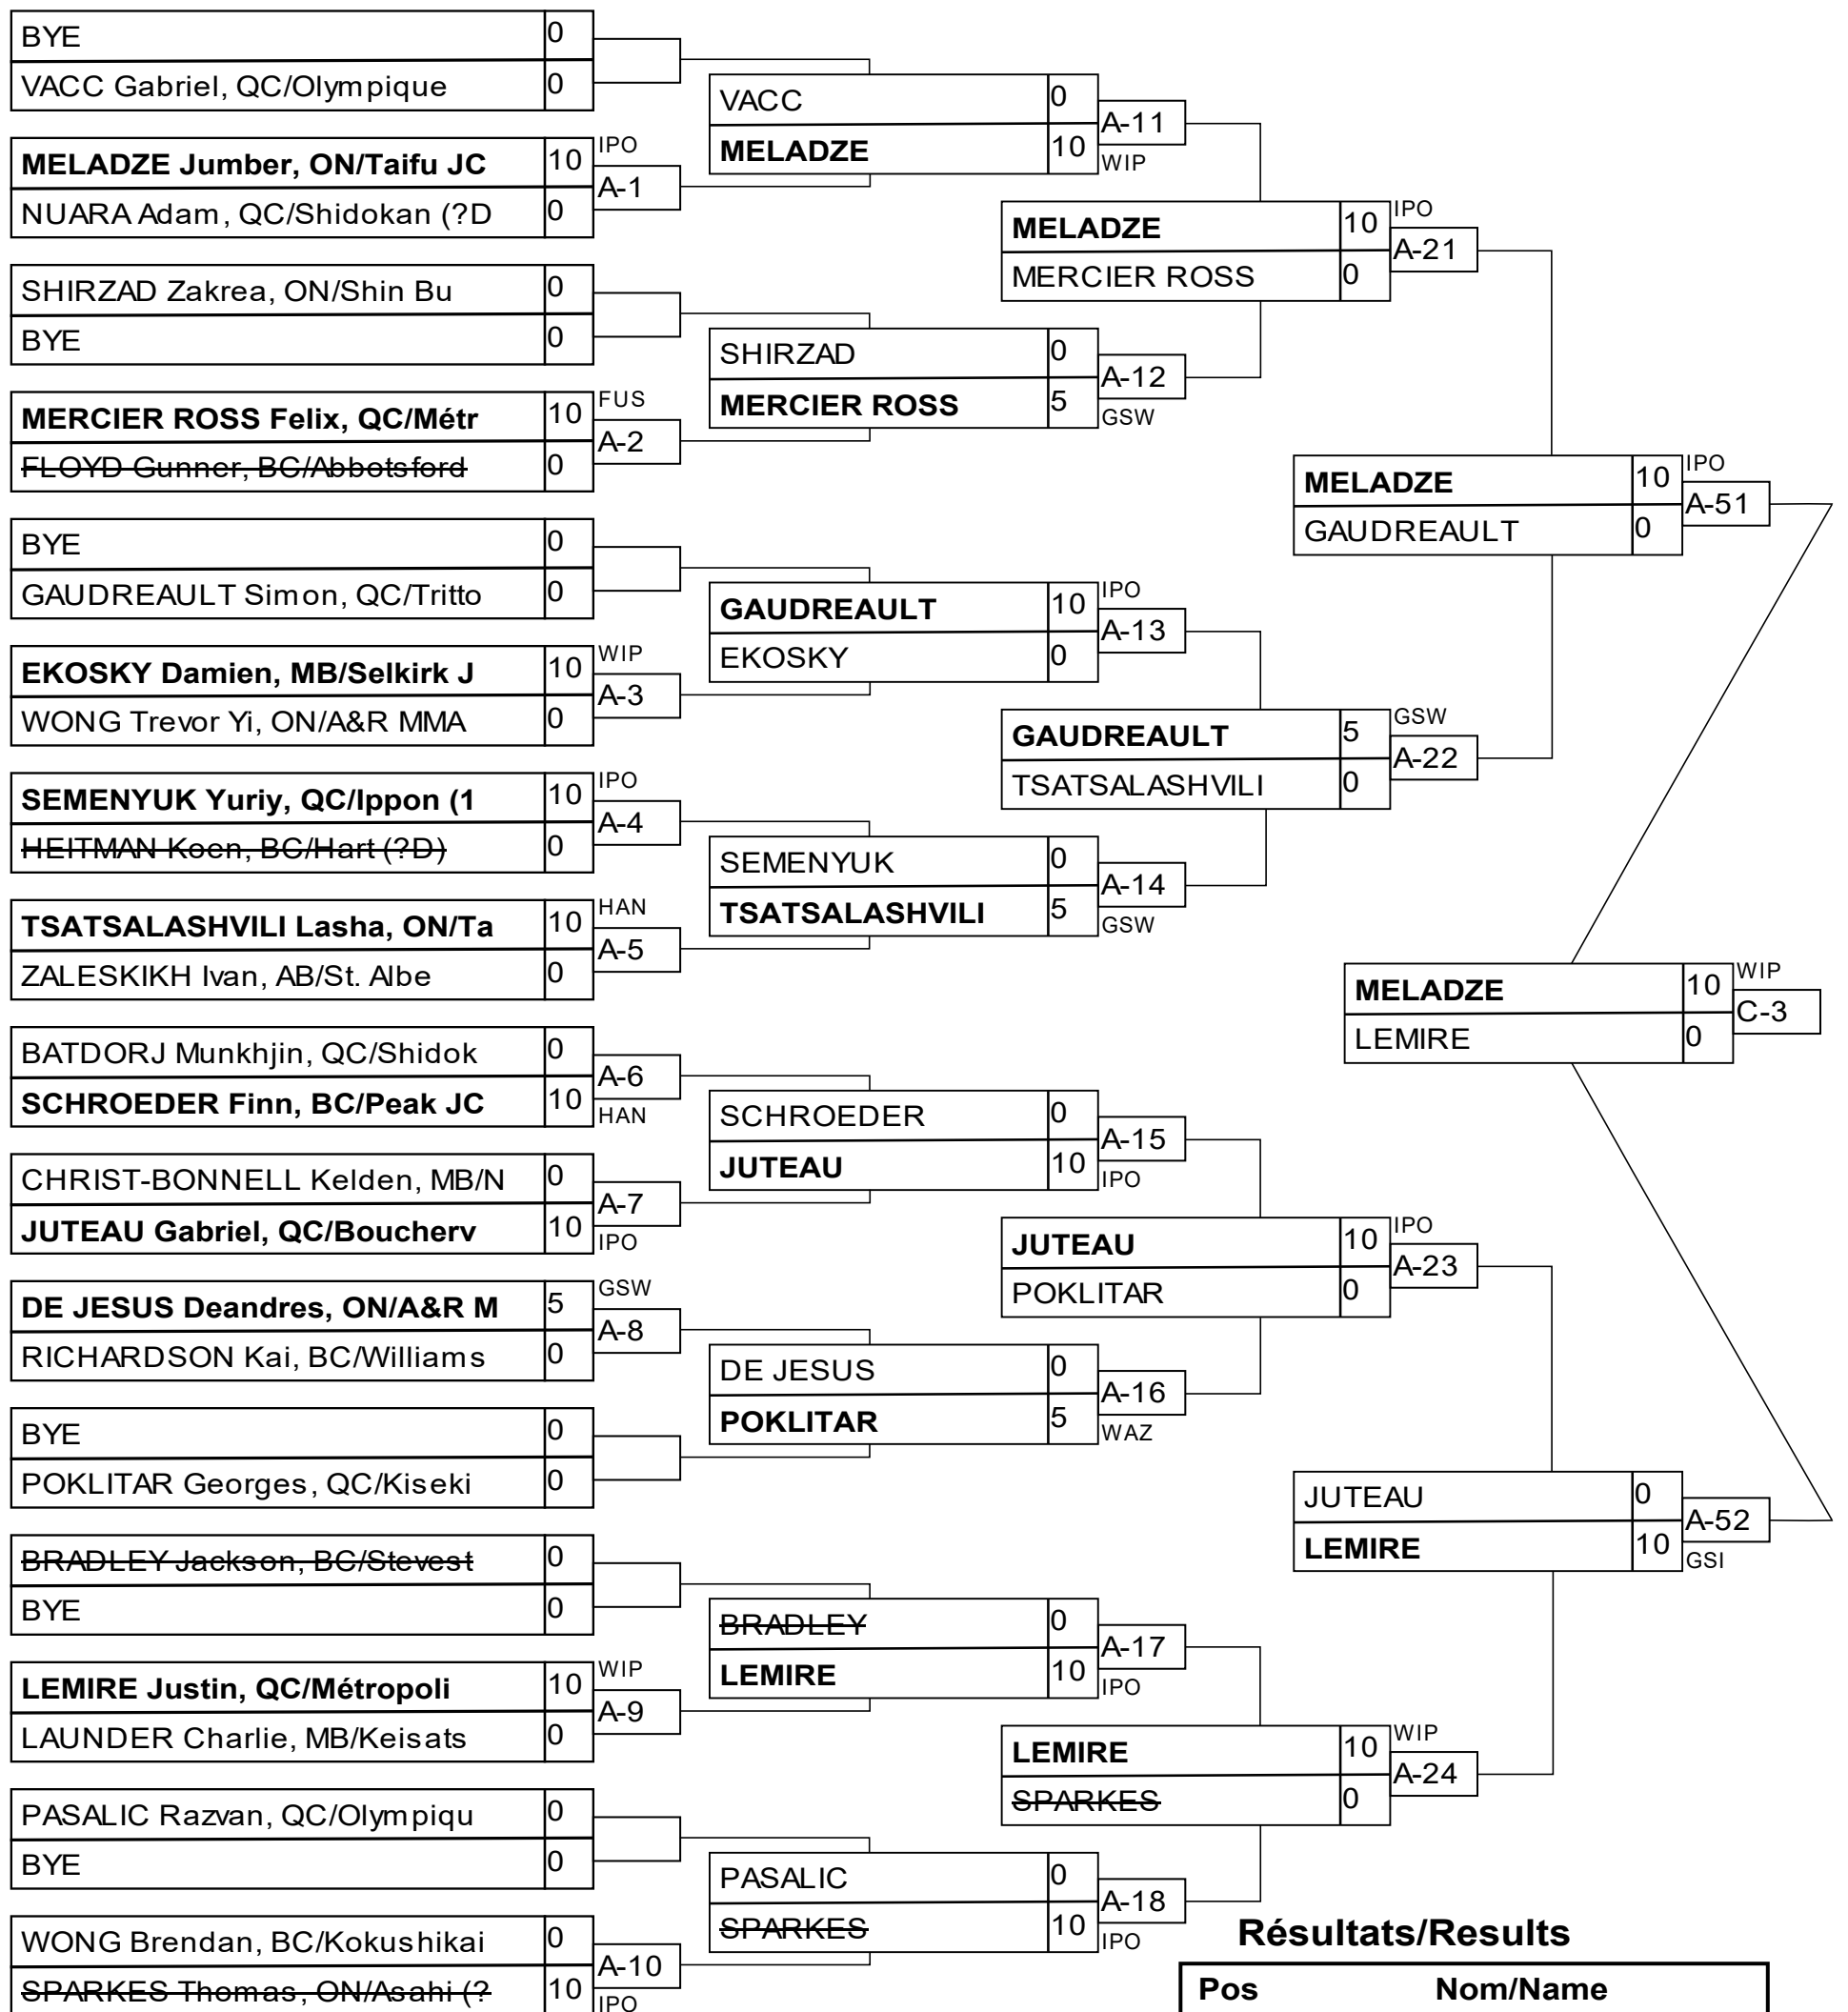 BYE 0
VACC Gabriel, QC/Olympique 0
MELADZE Jumber, ON/Taifu JC 10 IPO
A-1
NUARA Adam, QC/Shidokan (?D 0
SHIRZAD Zakrea, ON/Shin Bu 0
BYE 0
MERCIER ROSS Felix, QC/Métr 10 FUS
A-2
FLOYD Gunner, BC/Abbotsford 0
BYE 0
GAUDREAULT Simon, QC/Tritto 0
EKOSKY Damien, MB/Selkirk J 10 WIP
A-3
WONG Trevor Yi, ON/A&R MMA 0
SEMENYUK Yuriy, QC/Ippon (1 10 IPO
A-4
HEITMAN Koen, BC/Hart (?D) 0
TSATSALASHVILI Lasha, ON/Ta 10 HAN
A-5
ZALESKIKH Ivan, AB/St. Albe 0
BATDORJ Munkhjin, QC/Shidok 0
A-6
SCHROEDER Finn, BC/Peak JC 10 HAN
CHRIST-BONNELL Kelden, MB/N 0
A-7
JUTEAU Gabriel, QC/Boucherv 10 IPO
DE JESUS Deandres, ON/A&R M 5 GSW
A-8
RICHARDSON Kai, BC/Williams 0
BYE 0
POKLITAR Georges, QC/Kiseki 0
BRADLEY Jackson, BC/Stevest 0
BYE 0
LEMIRE Justin, QC/Métropoli 10 WIP
A-9
LAUNDER Charlie, MB/Keisats 0
PASALIC Razvan, QC/Olympiqu 0
BYE 0
WONG Brendan, BC/Kokushikai 0
A-10
SPARKES Thomas, ON/Asahi (? 10 IPO
VACC 0
A-11
MELADZE 10 WIP
SHIRZAD 0
A-12
MERCIER ROSS 5 GSW
GAUDREAULT 10 IPO
A-13
EKOSKY 0
SEMENYUK 0
A-14
TSATSALASHVILI 5 GSW
SCHROEDER 0
A-15
JUTEAU 10 IPO
DE JESUS 0
A-16
POKLITAR 5 WAZ
BRADLEY 0
A-17
LEMIRE 10 IPO
PASALIC 0
A-18
SPARKES 10 IPO
MELADZE 10 IPO
A-21
MERCIER ROSS 0
GAUDREAULT 5 GSW
A-22
TSATSALASHVILI 0
JUTEAU 10 IPO
A-23
POKLITAR 0
LEMIRE 10 WIP
A-24
SPARKES 0
MELADZE 10 IPO
A-51
GAUDREAULT 0
JUTEAU 0
A-52
LEMIRE 10 GSI
MELADZE 10 WIP
C-3
LEMIRE 0
Résultats/Results
Pos Nom/Name